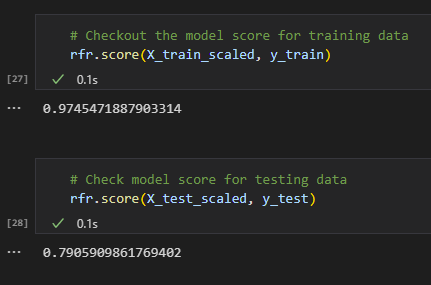 # Checkout the model score for training data
rfr.score(X_train_scaled, y_train)
[27]
0.1s
...
0.9745471887903314
# Check model score for testing data
rfr.score(X_test_scaled, y_test)
[28]
0.1s
...
0.7905909861769402